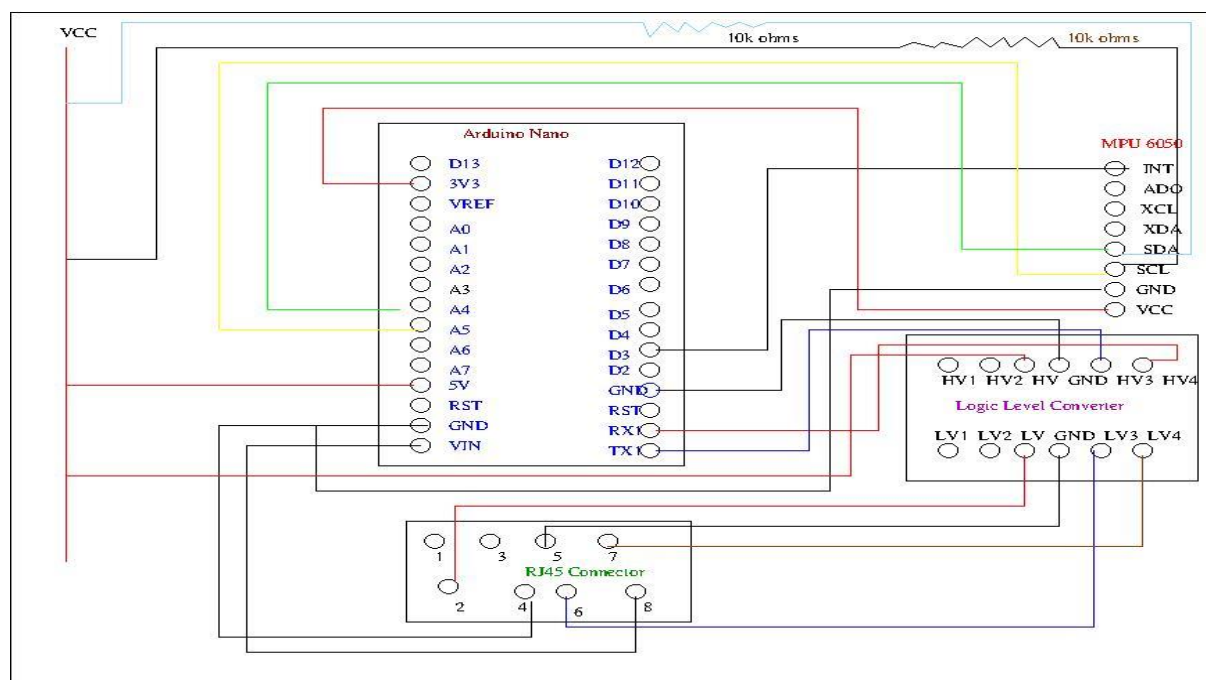 VCC
10k ohms
10k ohms
Arduino Nano
D13
3V3
VREF
A0
A1
A2
A3
A4
A5
A6
A7
5V
RST
GND
VIN
D12
D11
D10
D9
D8
D7
D6
D5
D4
D3
D2
GND
RST
RX1
TX1
MPU 6050
INT
ADO
XCL
XDA
SDA
SCL
GND
VCC
HV1 HV2 HV GND HV3 HV4
Logic Level Converter
LV1 LV2 LV GND LV3 LV4
1 3 5 7
RJ45 Connector
2 4 6 8